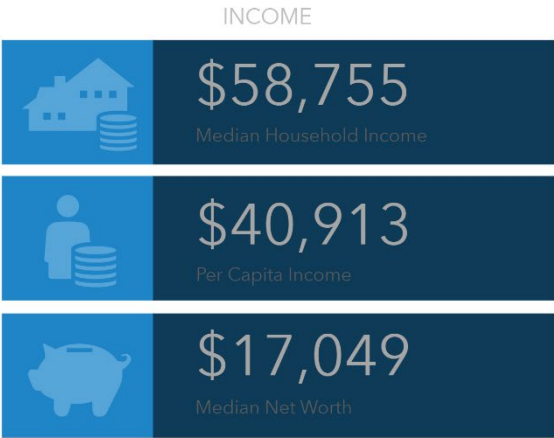 INCOME
$58,755
Median Household Income
$40,913
Per Capita Income
$17,049
Median Net Worth